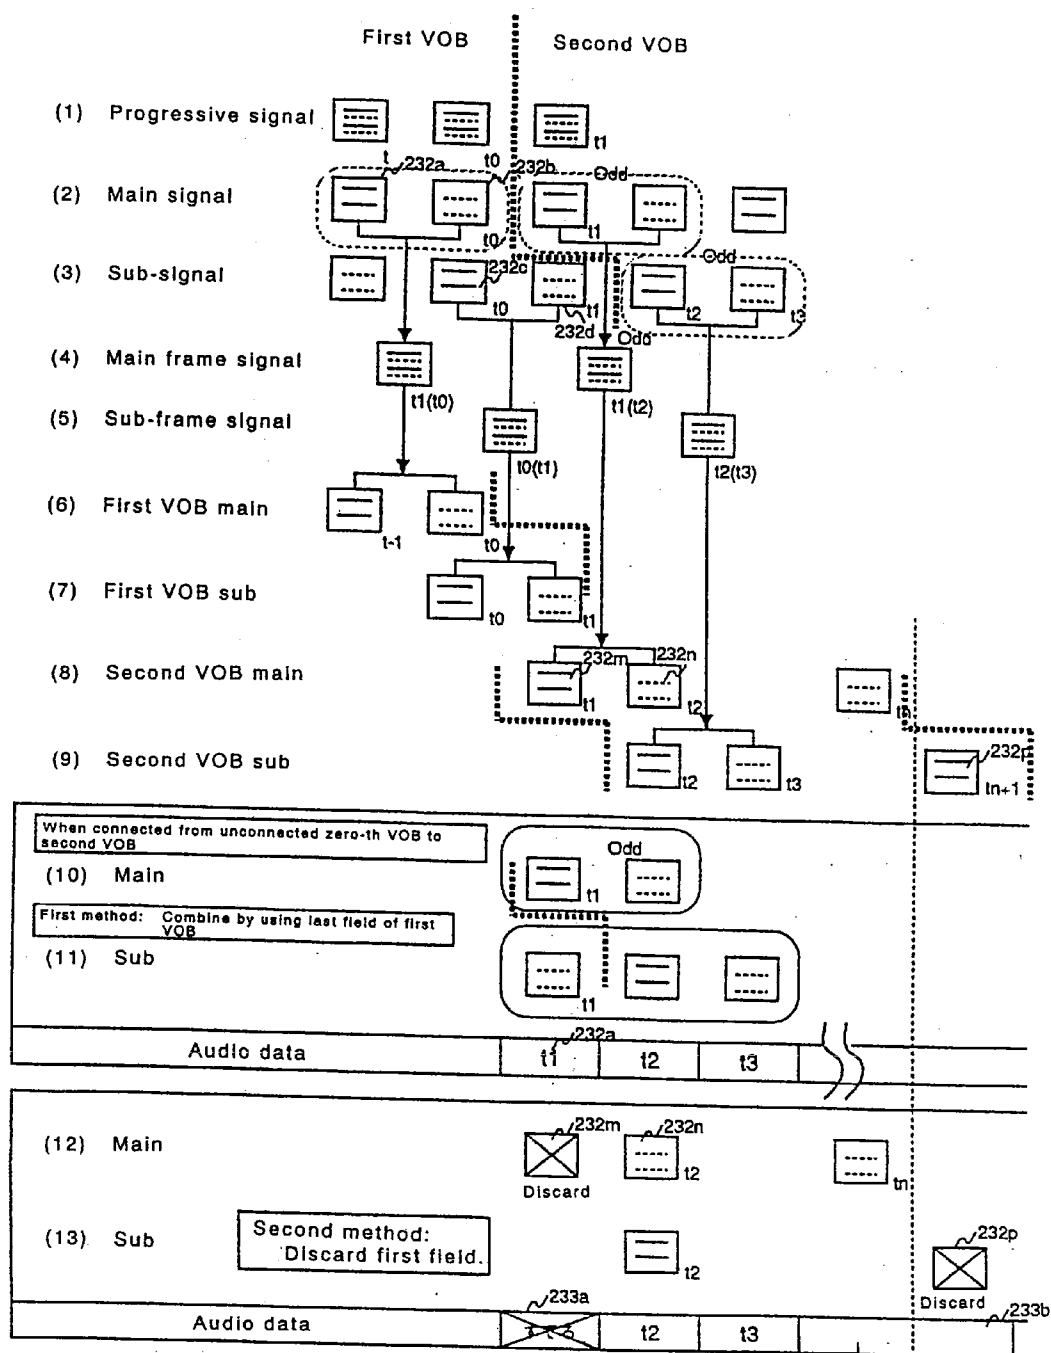 First VOB
Second VOB
(1) Progressive signal
t
t0
t1
232a
232b
Odd
(2) Main signal
t0
t1
Odd
(3) Sub-signal
232c
t0
t1
232d
t2
t3
Odd
(4) Main frame signal
t1(t0)
t1(t2)
(5) Sub-frame signal
t0(t1)
t2(t3)
(6) First VOB main
t-1
t0
(7) First VOB sub
t0
t1
232m
232n
(8) Second VOB main
t1
t2
(9) Second VOB sub
t2
t3
232p
tn+1
When connected from unconnected zero-th VOB to
second VOB
Odd
(10) Main
t1
First method: Combine by using last field of first
VOB
(11) Sub
t1
232a
Audio data
t1
t2
t3
232m
232n
(12) Main
t2
tn
Discard
(13) Sub
Second method:
Discard first field.
t2
232p
Discard
233a
233b
Audio data
t2
t3